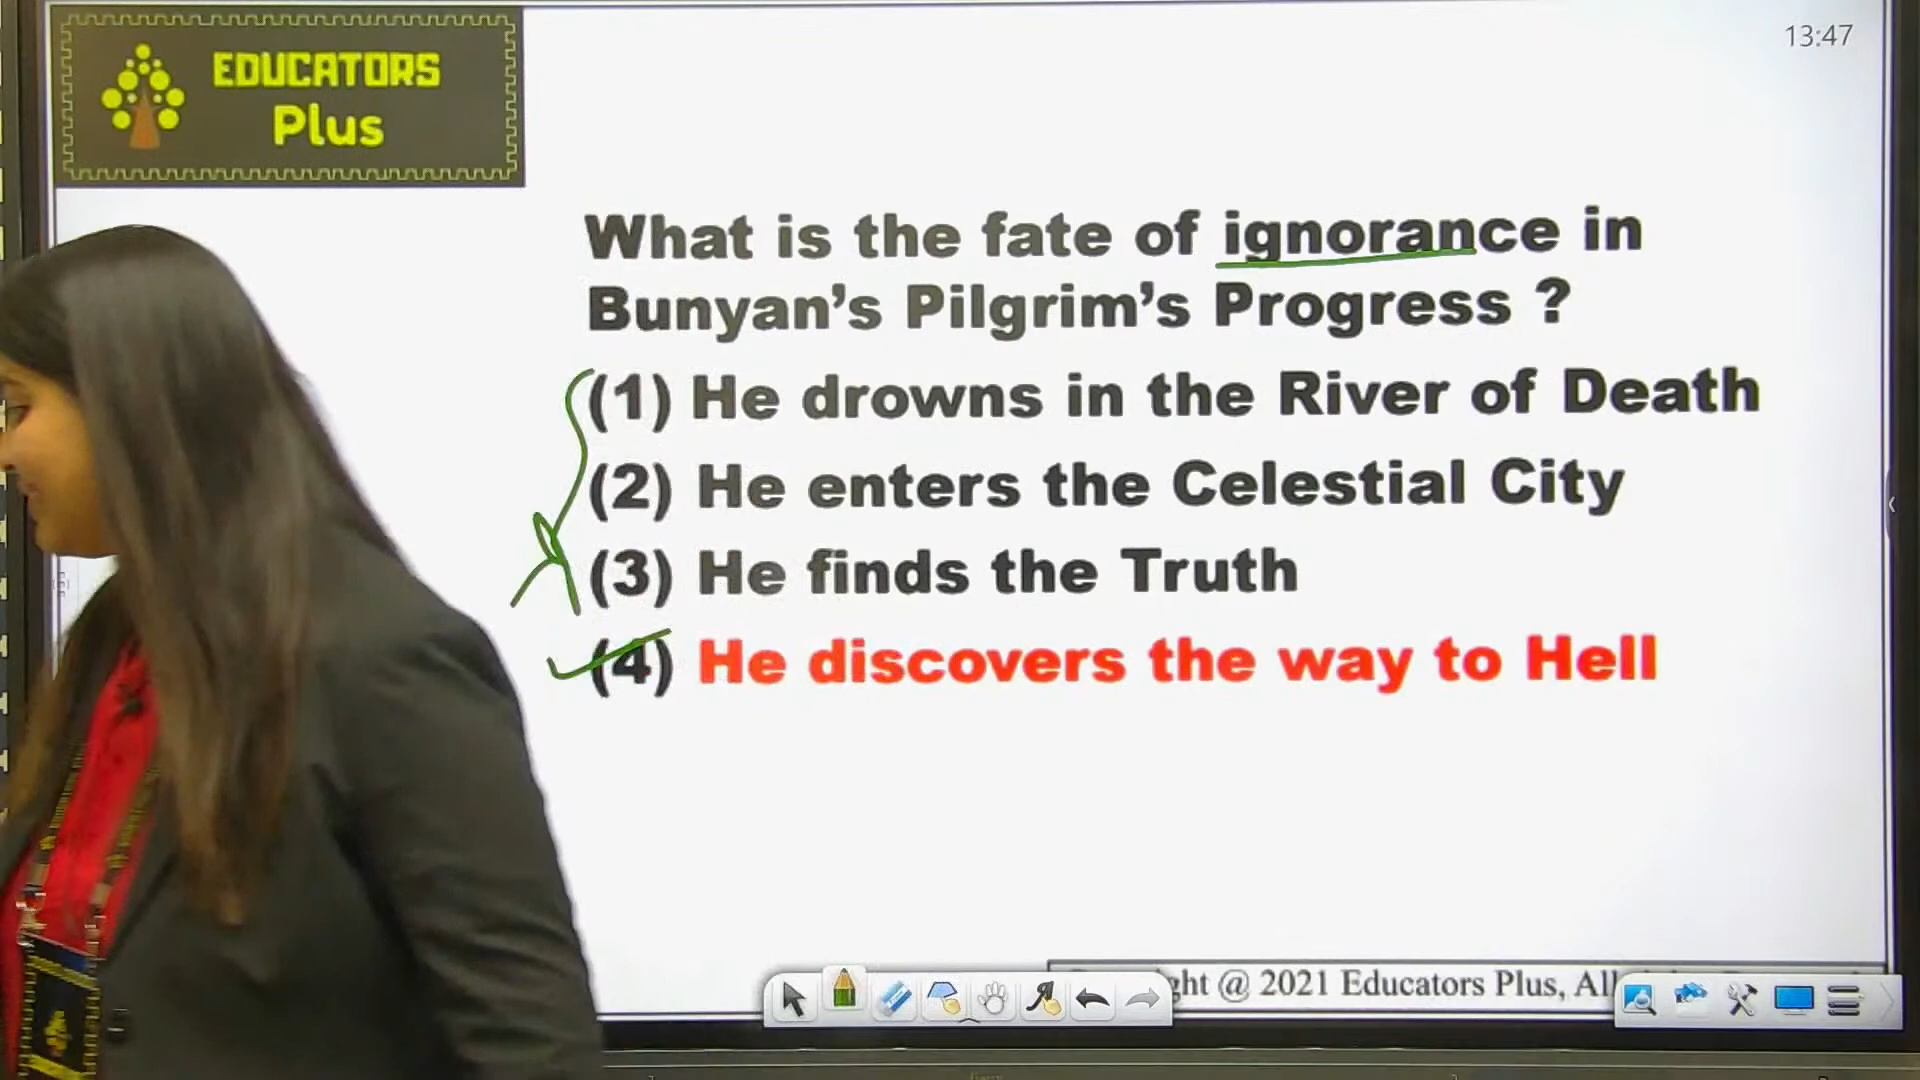 EDUCATORS
Plus
13:47
What is the fate of ignorance in
Bunyan's Pilgrim's Progress ?
(1) He drowns in the River of Death
(2) He enters the Celestial City
(3) He finds the Truth
(4) He discovers the way to Hell
ght @ 2021 Educators Plus, All